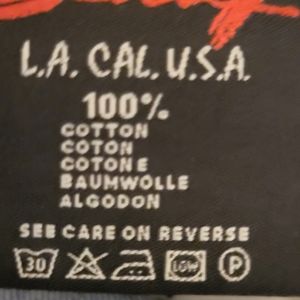 L.A. CAL. U.S.A.
100%
COTTON
COTON
COTONE
BAUMWOLLE
ALGODON
SEE CARE ON REVERSE
30 LOW P